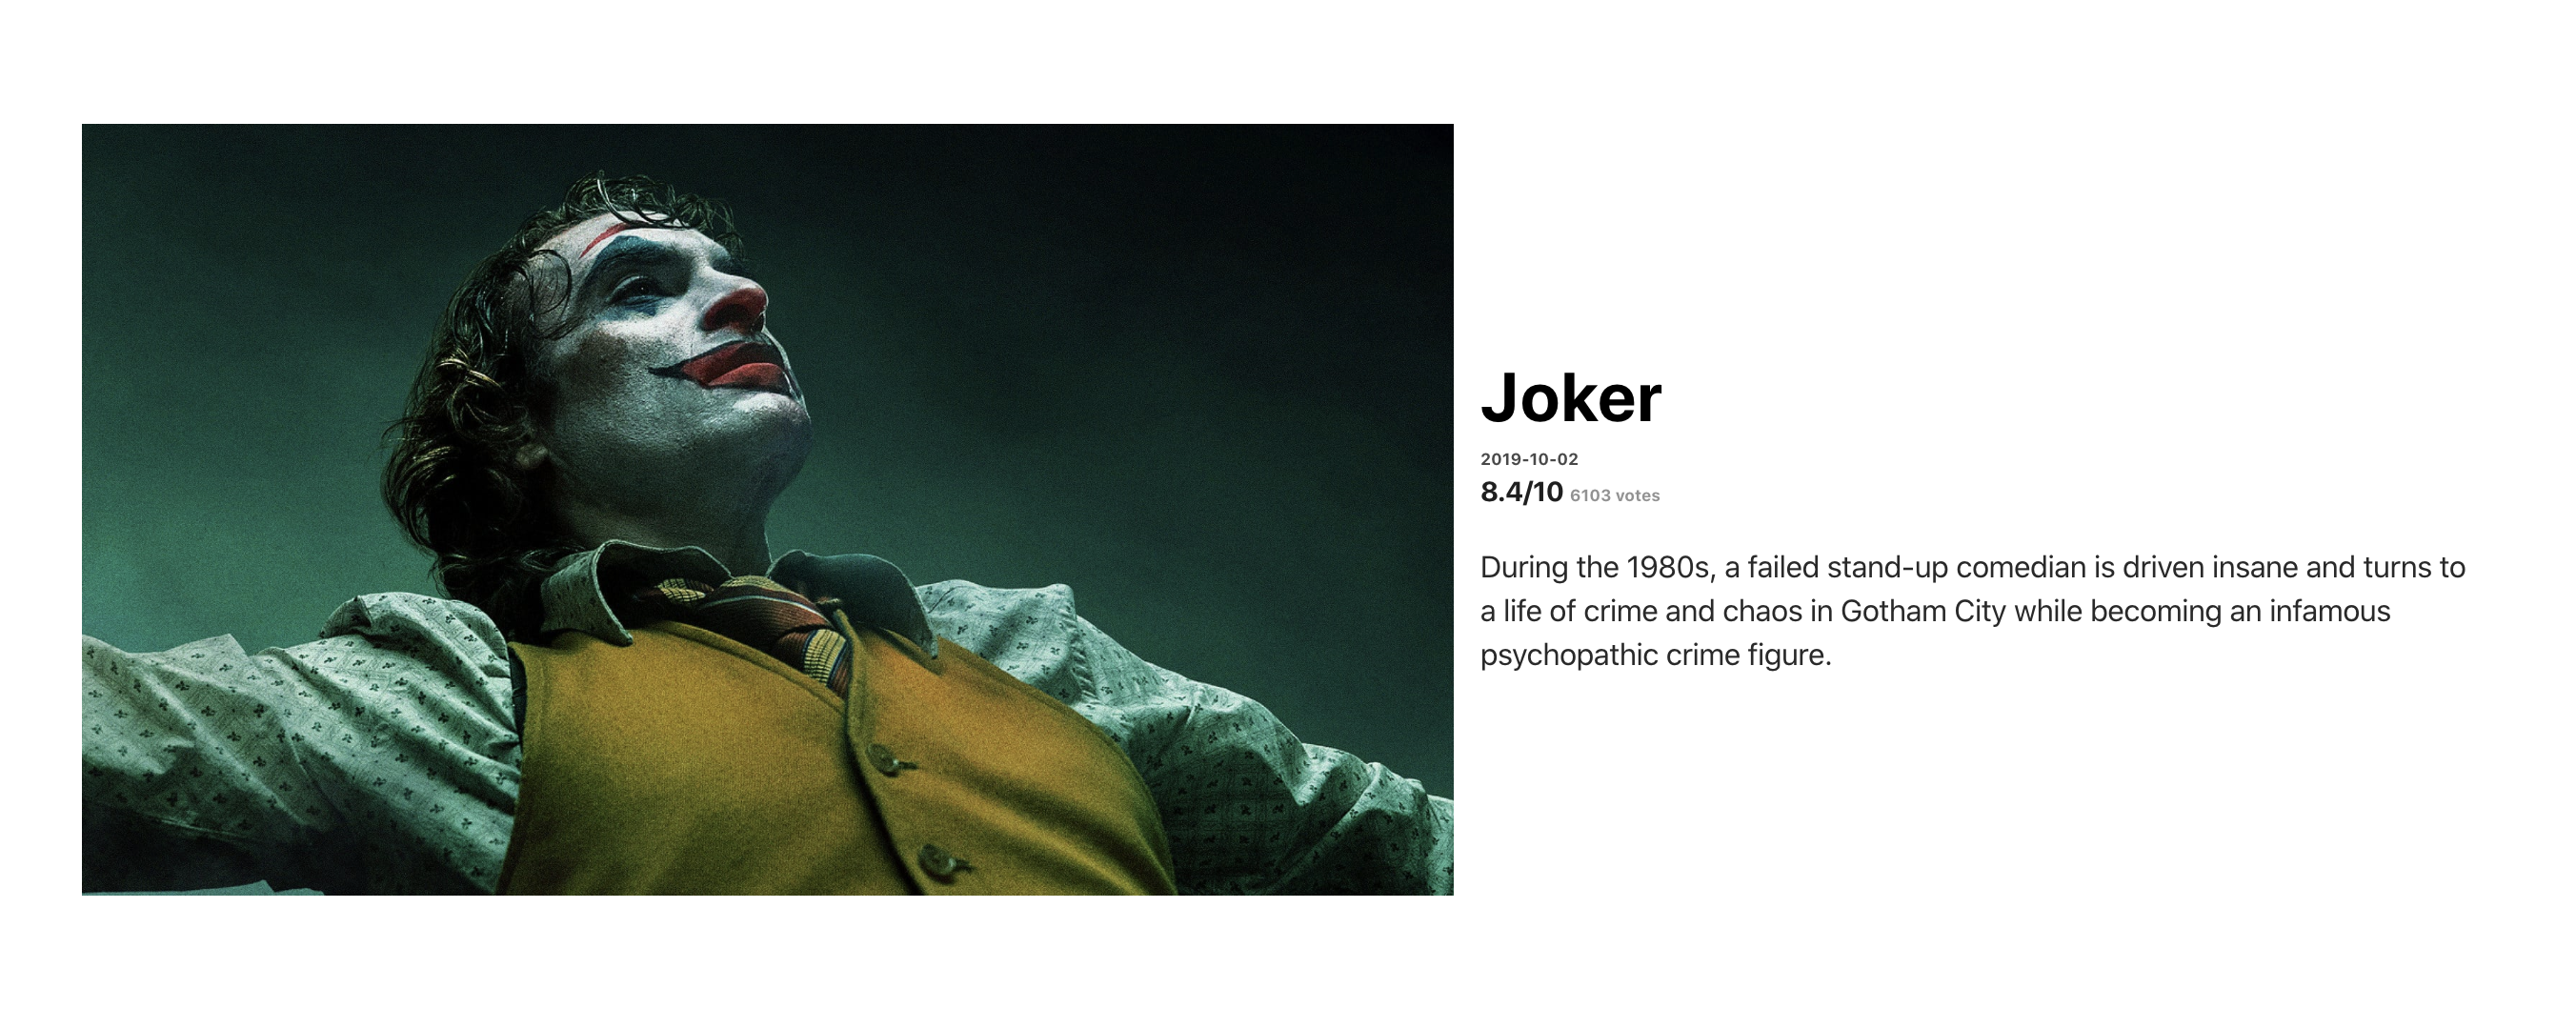 Joker
2019-10-02
8.4/10 6103 votes
During the 1980s, a failed stand-up comedian is driven insane and turns to
a life of crime and chaos in Gotham City while becoming an infamous
psychopathic crime figure.